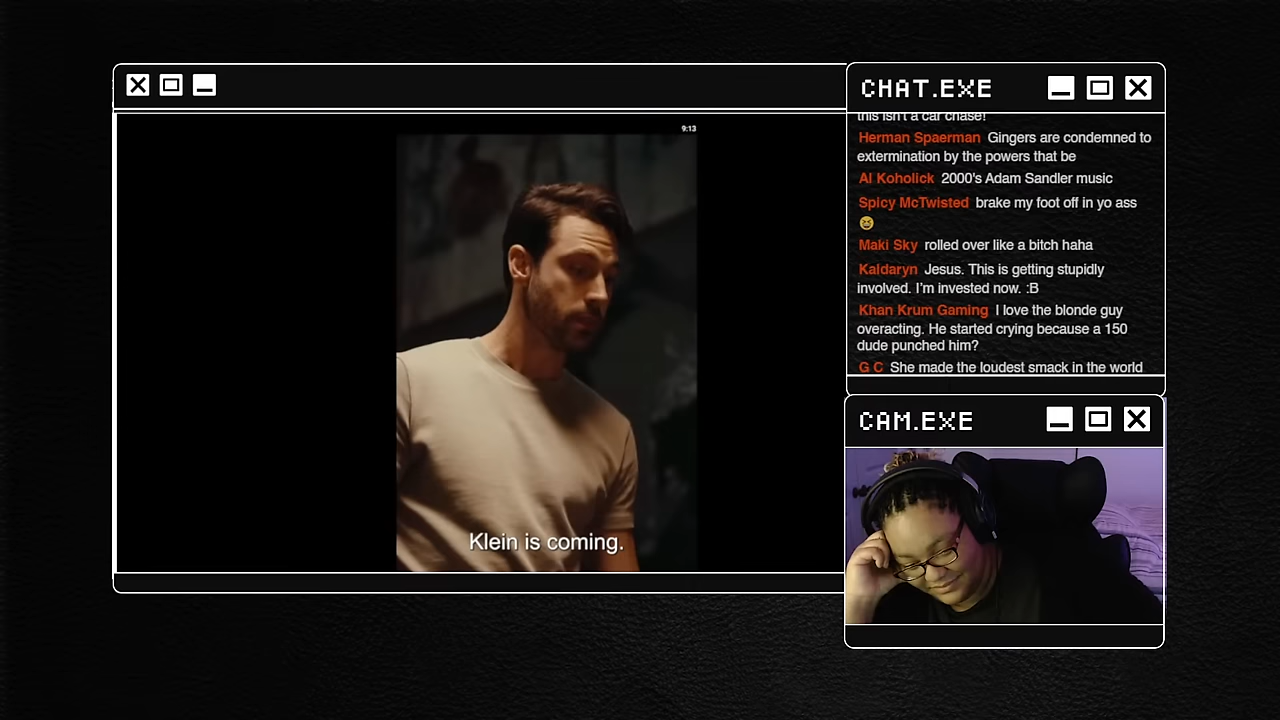 9:13
Klein is coming.
CHAT.EXE
this isn't a car chase!
Herman Spaerman Gingers are condemned to
extermination by the powers that be
Al Koholick 2000's Adam Sandler music
Spicy McTwisted brake my foot off in yo ass
😆
Maki Sky rolled over like a bitch haha
Kaldaryn Jesus. This is getting stupidly
involved. I'm invested now. :B
Khan Krum Gaming I love the blonde guy
overacting. He started crying because a 150
dude punched him?
G C She made the loudest smack in the world
CAM.EXE